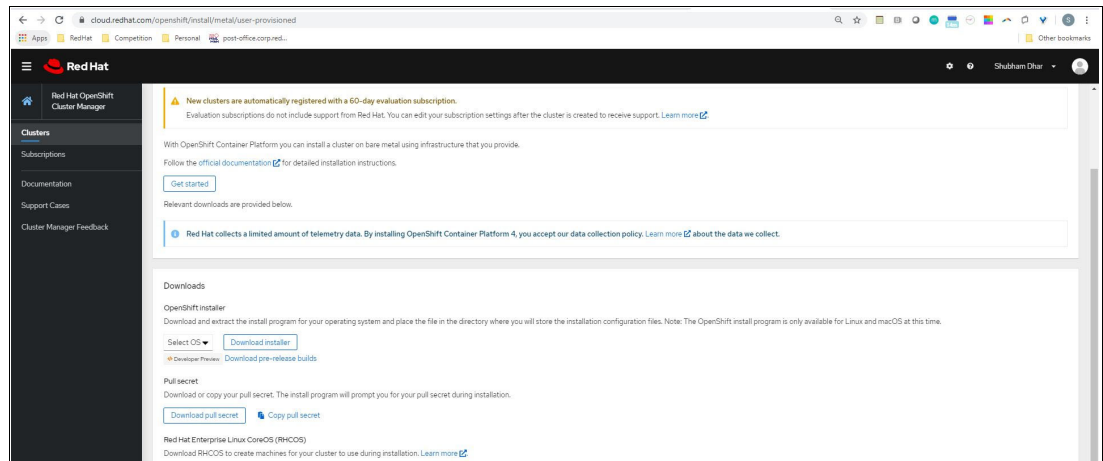 cloud.redhat.com/openshift/install/metal/user-provisioned
Apps RedHat Competition Personal post-office.corp.red... Other bookmarks
Red Hat Shubham Dhar
Red Hat OpenShift
Cluster Manager
Clusters
Subscriptions
Documentation
Support Cases
Cluster Manager Feedback
New clusters are automatically registered with a 60-day evaluation subscription.
Evaluation subscriptions do not include support from Red Hat. You can edit your subscription settings after the cluster is created to receive support. Learn more.
With OpenShift Container Platform you can install a cluster on bare metal using infrastructure that you provide.
Follow the official documentation for detailed installation instructions.
Get started
Relevant downloads are provided below.
Red Hat collects a limited amount of telemetry data. By installing OpenShift Container Platform 4, you accept our data collection policy. Learn more about the data we collect.
Downloads
OpenShift installer
Download and extract the install program for your operating system and place the file in the directory where you will store the installation configuration files. Note: The OpenShift install program is only available for Linux and macOS at this time.
Select OS Download installer
Developer Preview Download pre-release builds
Pull secret
Download or copy your pull secret. The install program will prompt you for your pull secret during installation.
Download pull secret Copy pull secret
Red Hat Enterprise Linux CoreOS (RHCOS)
Download RHCOS to create machines for your cluster to use during installation. Learn more